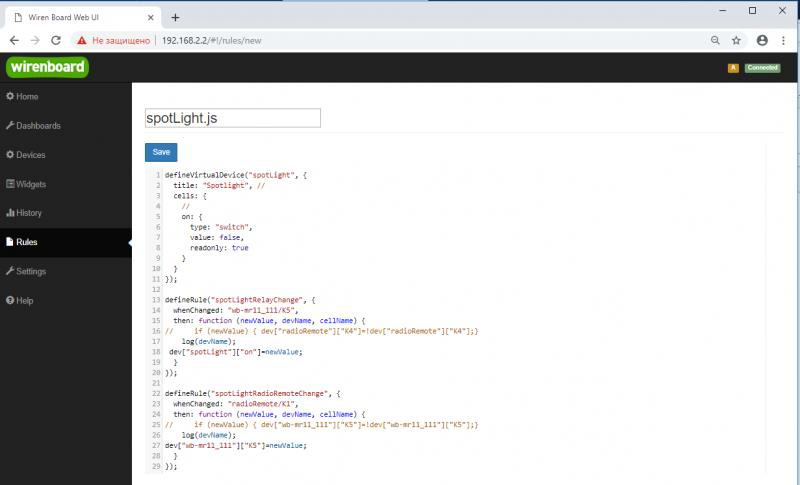 Wiren Board Web UI
Не защищено 192.168.2.2/#!/rules/new
wirenboard
A Connected
Home
Dashboards
Devices
Widgets
History
Rules
Settings
Help
spotLight.js
Save
1 defineVirtualDevice("spotLight", {
2 title: "Spotlight", //
3 cells: {
4 //
5 on: {
6 type: "switch",
7 value: false,
8 readonly: true
9 }
10 }
11 });
12
13 defineRule("spotLightRelayChange", {
14 whenChanged: "wb-mr11_111/K5",
15 then: function (newValue, devName, cellName) {
16 // if (newValue) { dev["radioRemote"]["K4"]=!dev["radioRemote"]["K4"];}
17 log(devName);
18 dev["spotLight"]["on"]=newValue;
19 }
20 });
21
22 defineRule("spotLightRadioRemoteChange", {
23 whenChanged: "radioRemote/K1",
24 then: function (newValue, devName, cellName) {
25 // if (newValue) { dev["wb-mr11_111"]["K5"]=!dev["wb-mr11_111"]["K5"];}
26 log(devName);
27 dev["wb-mr11_111"]["K5"]=newValue;
28 }
29 });